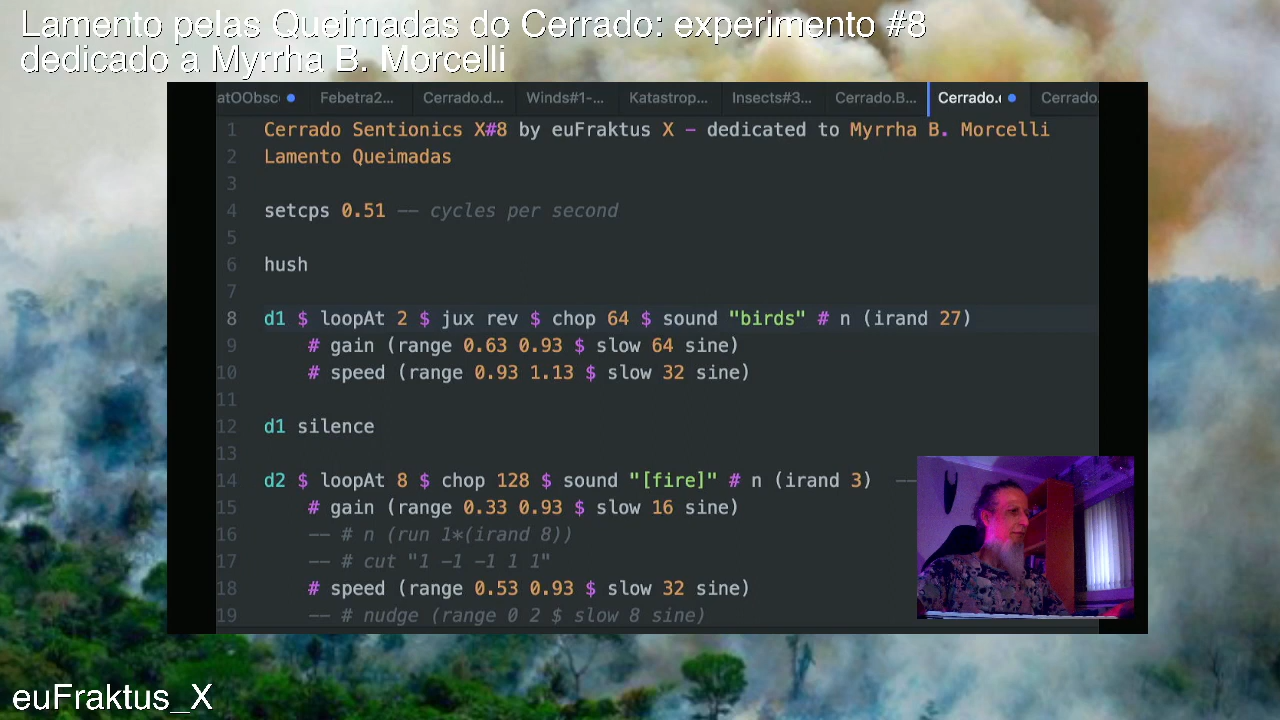 Lamento pelas Queimadas do Cerrado: experimento #8
dedicado a Myrrha B. Morcelli
atOObsc Febetra2... Cerrado.d... Winds#1-... Katastrop... Insects#3... Cerrado.B... Cerrado. Cerrado.
1 Cerrado Sentionics X#8 by euFraktus X – dedicated to Myrrha B. Morcelli
2 Lamento Queimadas
3
4 setcps 0.51 -- cycles per second
5
6 hush
7
8 d1 $ loopAt 2 $ jux rev $ chop 64 $ sound "birds" # n (irand 27)
9 # gain (range 0.63 0.93 $ slow 64 sine)
10 # speed (range 0.93 1.13 $ slow 32 sine)
11
12 d1 silence
13
14 d2 $ loopAt 8 $ chop 128 $ sound "[fire]" # n (irand 3) --
15 # gain (range 0.33 0.93 $ slow 16 sine)
16 -- # n (run 1*(irand 8))
17 -- # cut "1 -1 -1 1 1"
18 # speed (range 0.53 0.93 $ slow 32 sine)
19 -- # nudge (range 0 2 $ slow 8 sine)
euFraktus_X